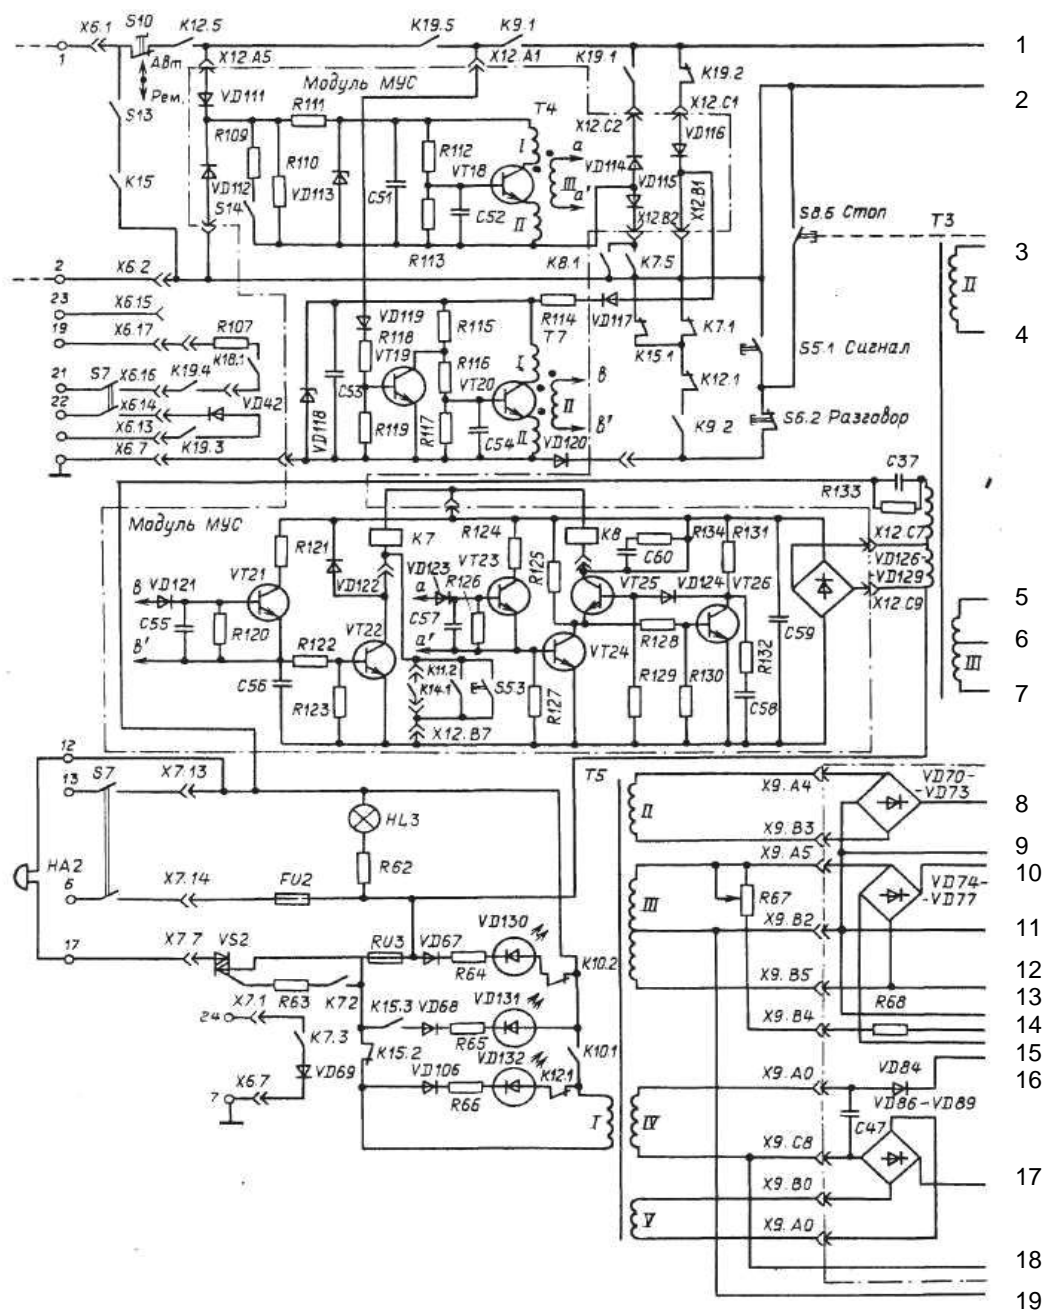 X6.1 S10 K12.5 K19.5 K9.1
1 Авт X12.A5 X12.A1 K19.1 K19.2 1
Рем. VD111 Модуль МУС X12.C1 2
S13 R111 T4 X12.C2 VD116
R109 R110 R112 I а VD114
K15 VD112 VD113 C51 VT18 III VD115 X12.B1
S14 C52 II а' X12.B2 S8.6 Стоп T3
R113 K8.1 K7.5 3
2 X6.2 II
23 X6.15 VD119 R115 R114 VD117 K7.1 4
19 X6.17 R107 R118 T7 K15.1 S5.1 Сигнал
K18.1 VT19 R116 I
21 S7 X6.16 K19.4 C53 VT20 в K12.1
22 X6.14 VD42 II S6.2 Разговор
X6.13 K19.3 VD118 R119 R117 C54 II в' K9.2
X6.7 VD120
C37
R133
Модуль МУС R124 R134 R131 X12.C7
R121 K7 VT23 R125 K8 C60 VD126-
VT21 VD123 а R126 VT25 VD124 VT26 -VD129
в VD121 VD122 X12.C9
C55 R120 C57 R128 C59 5
R122 VT22 а' VT24 R132 6
в' C56 K11.2 R129 R130 III
R123 K14.1 S5.3 R127 C58 7
X12.B7
12
13 S7 X7.13 T5 X9.A4 VD70-
-VD73
HL3 II 8
X9.B3
HA2 R62 X9.A5 9
6 X7.14 FU2 III R67 VD74- 10
-VD77
X7.7 VS2 RU3 VD67 VD130 X9.B2 11
17 R64 K10.2
X7.1 R63 K7.2 VD131 X9.B5 12
24 K15.3 VD68 R68 13
K7.3 R65 X9.B4 14
K15.2 VD132 K10.1 15
X6.7 VD69 VD106 K12.1 X9.A0 VD84 16
7 R66 VD86-VD89
I IV C47
X9.C8
X9.B0 17
V
X9.A0
18
19